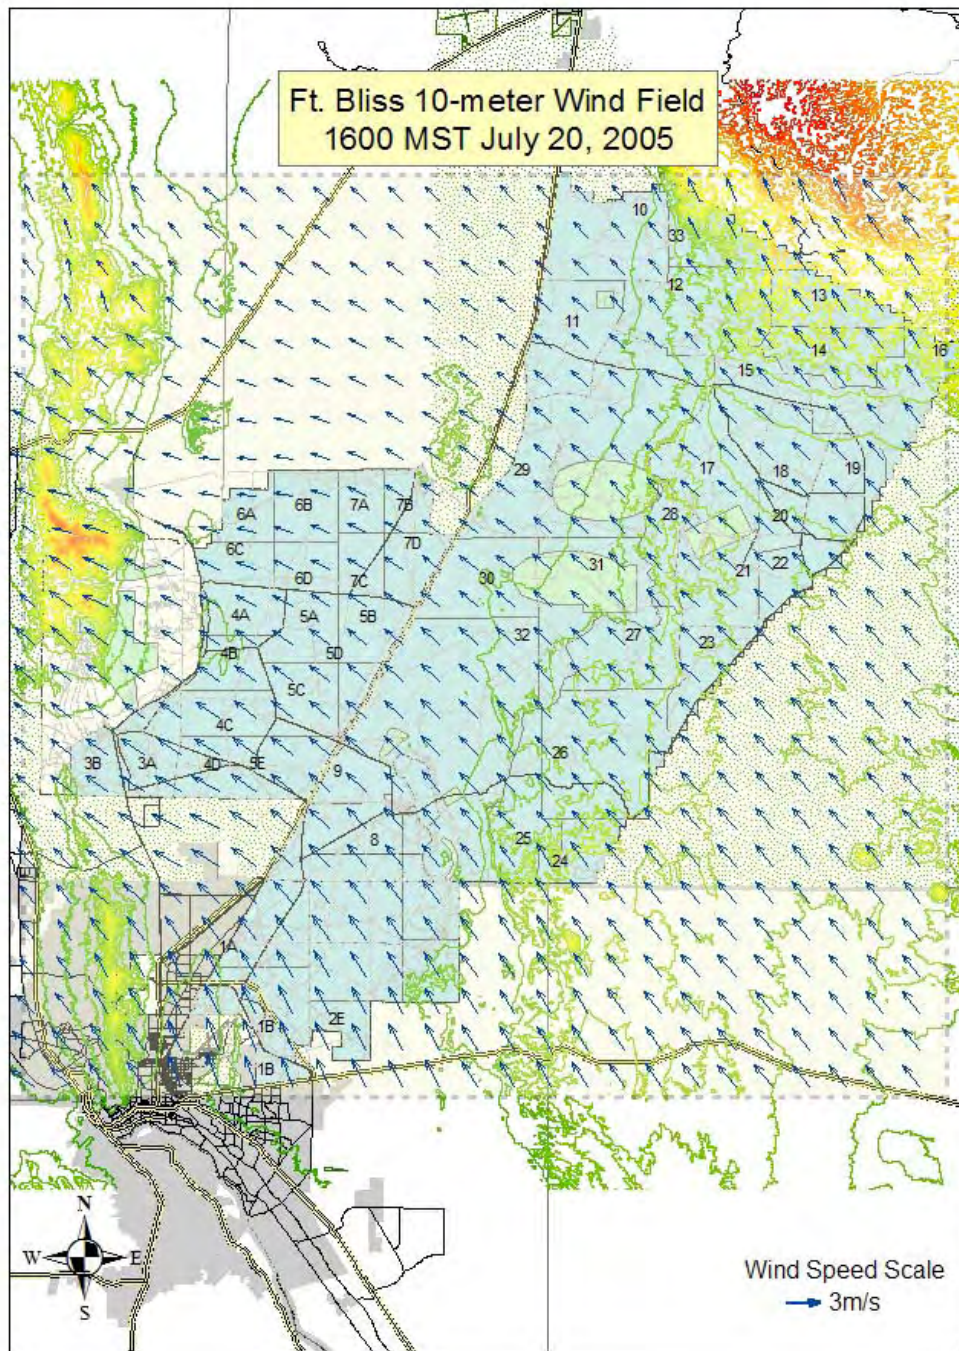 Ft. Bliss 10-meter Wind Field
1600 MST July 20, 2005
10
33
12
13
11
14
16
15
29
17
18
19
6A
6B
7A
7B
28
20
6C
7D
31
21
22
6D
7C
30
4A
5A
5B
32
27
23
4B
5D
5C
4C
26
3B
3A
4D
5E
9
8
25
24
1A
1B
2E
1B
N
W
E
S
Wind Speed Scale
3m/s